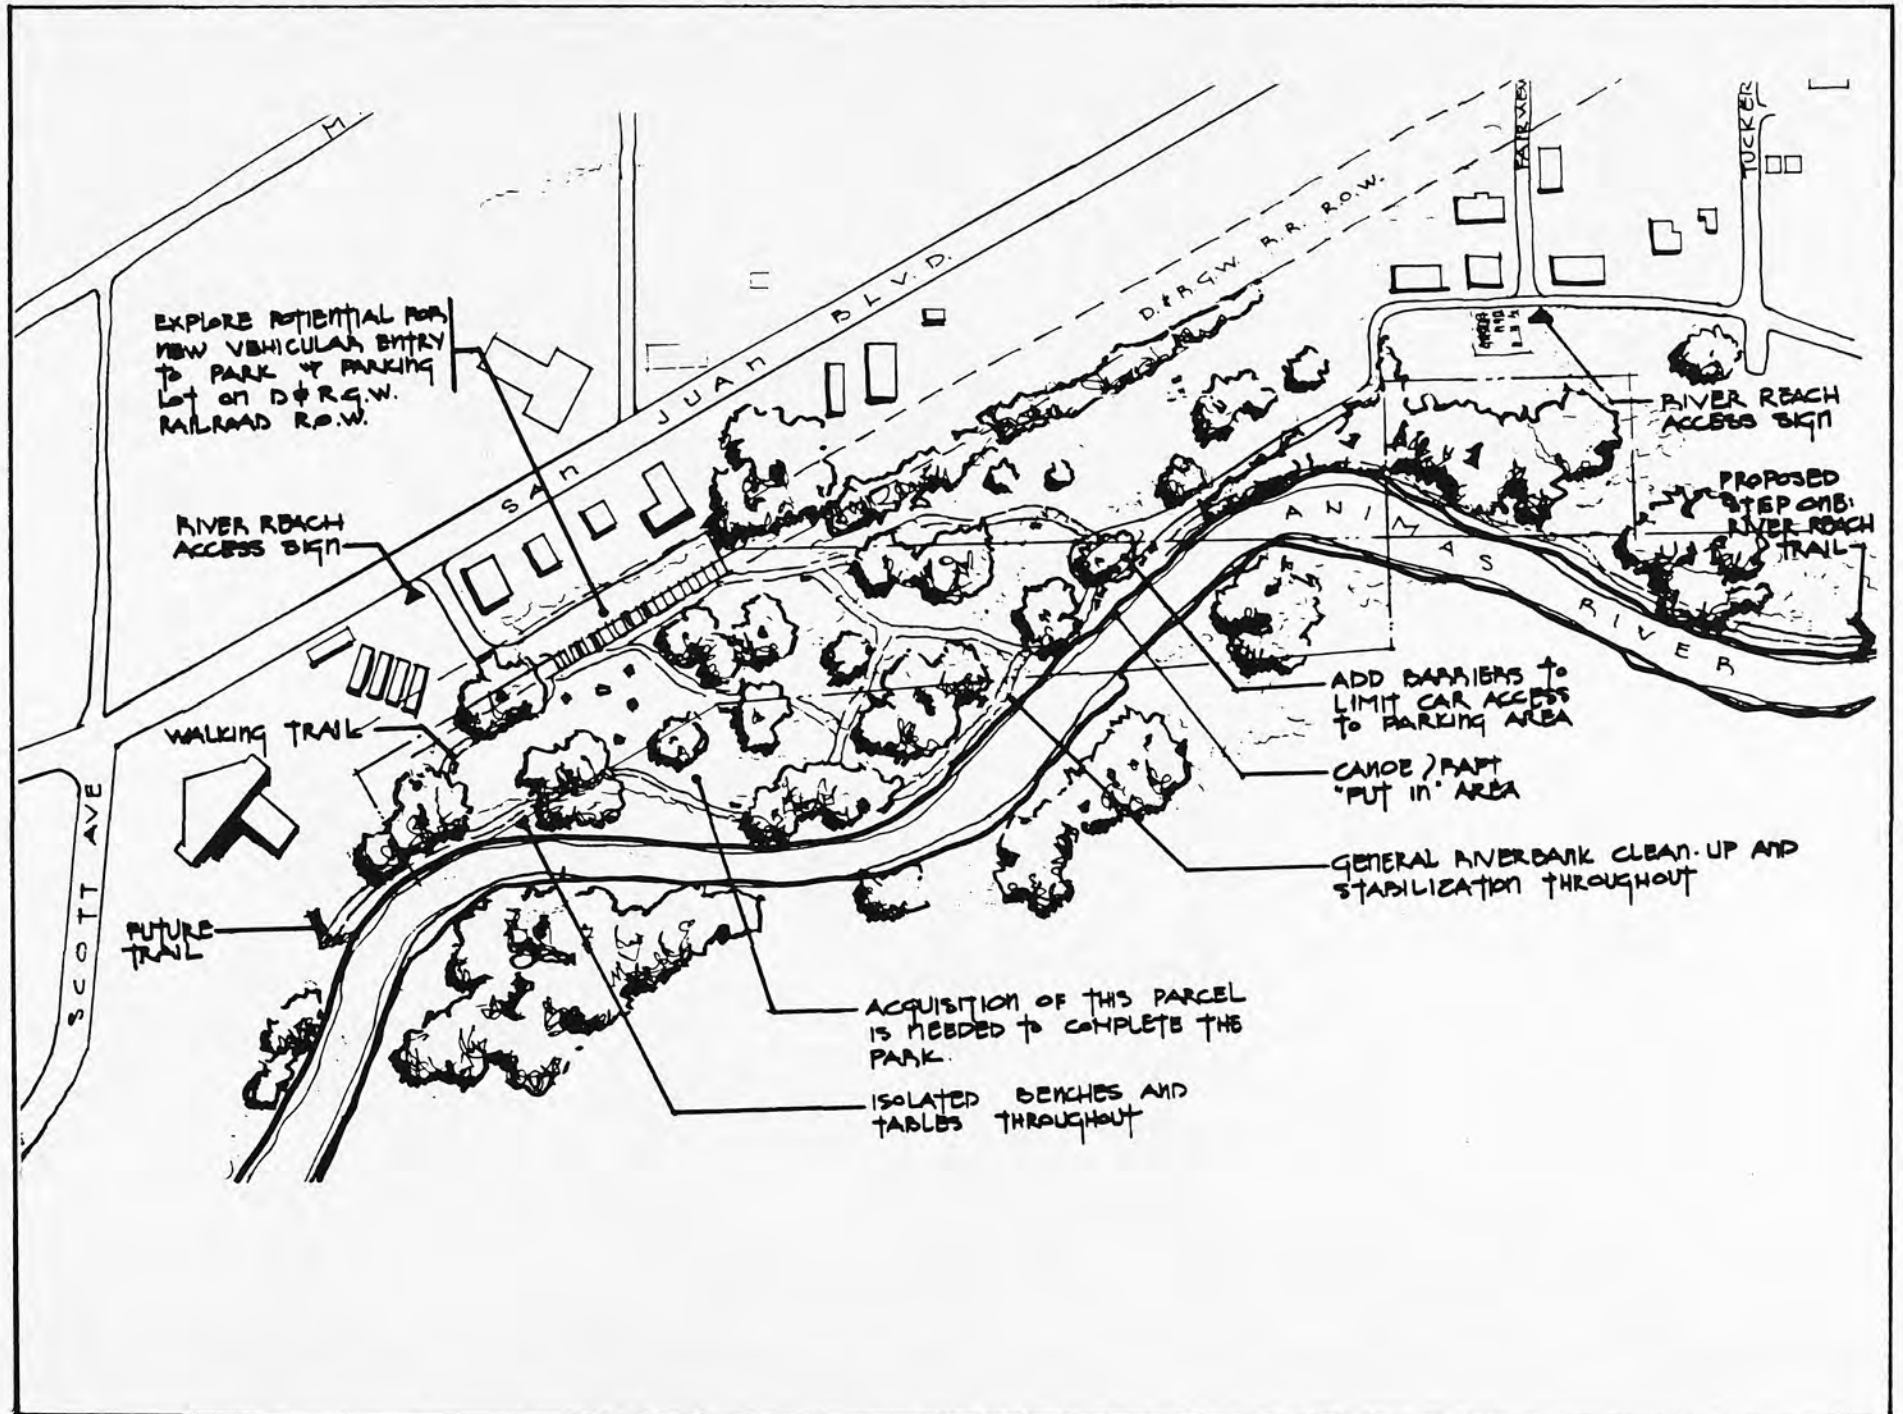 M.
FAIRVIEW
TUCKER
SAN JUAN BLVD.
D.&R.G.W. R.R. R.O.W.
EXPLORE POTENTIAL FOR
NEW VEHICULAR ENTRY
TO PARK & PARKING
LOT ON D&R.G.W.
RAILROAD R.O.W.
RIVER REACH
ACCESS SIGN
RIVER REACH
ACCESS SIGN
PROPOSED
STEP ONE:
RIVER REACH
TRAIL
ANIMAS RIVER
WALKING TRAIL
ADD BARRIERS TO
LIMIT CAR ACCESS
TO PARKING AREA
CANOE / RAFT
"PUT IN" AREA
GENERAL RIVERBANK CLEAN-UP AND
STABILIZATION THROUGHOUT
SCOTT AVE
FUTURE
TRAIL
ACQUISITION OF THIS PARCEL
IS NEEDED TO COMPLETE THE
PARK.
ISOLATED BENCHES AND
TABLES THROUGHOUT